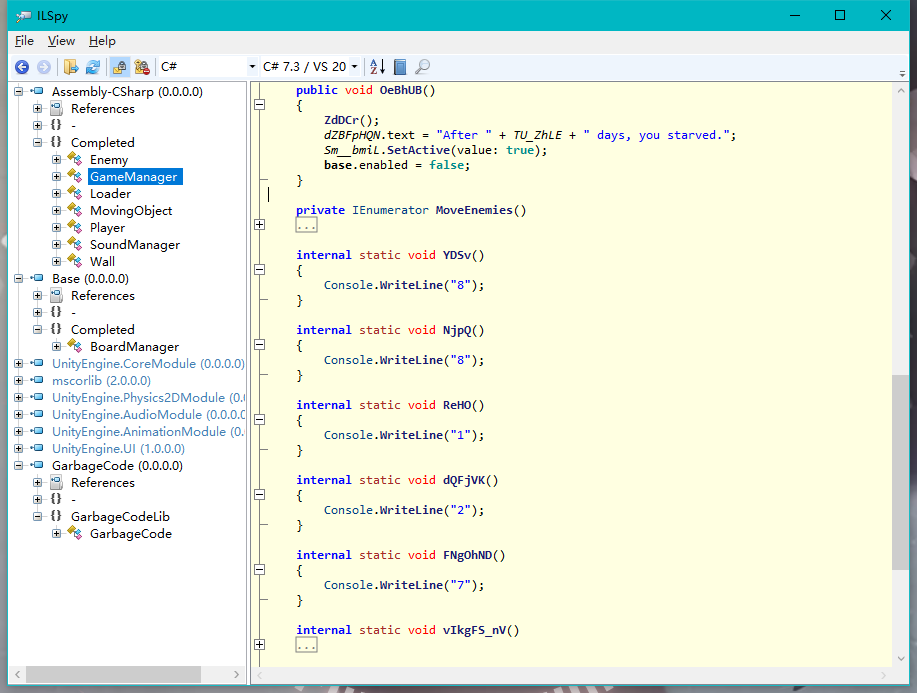 ILSpy
File View Help
C# C# 7.3 / VS 20
Assembly-CSharp (0.0.0.0)
References
{} -
{} Completed
Enemy
GameManager
Loader
MovingObject
Player
SoundManager
Wall
Base (0.0.0.0)
References
{} -
{} Completed
BoardManager
UnityEngine.CoreModule (0.0.0.0)
mscorlib (2.0.0.0)
UnityEngine.Physics2DModule (0.
UnityEngine.AudioModule (0.0.0.0
UnityEngine.AnimationModule (0.
UnityEngine.UI (1.0.0.0)
GarbageCode (0.0.0.0)
References
{} -
{} GarbageCodeLib
GarbageCode
public void OeBhUB()
{
ZdDCr();
dZBFpHQN.text = "After " + TU_ZhLE + " days, you starved.";
Sm__bmiL.SetActive(value: true);
base.enabled = false;
}
private IEnumerator MoveEnemies()
...
internal static void YDSv()
{
Console.WriteLine("8");
}
internal static void NjpQ()
{
Console.WriteLine("8");
}
internal static void ReHO()
{
Console.WriteLine("1");
}
internal static void dQFjVK()
{
Console.WriteLine("2");
}
internal static void FNgOhND()
{
Console.WriteLine("7");
}
internal static void vIkgFS_nV()
...